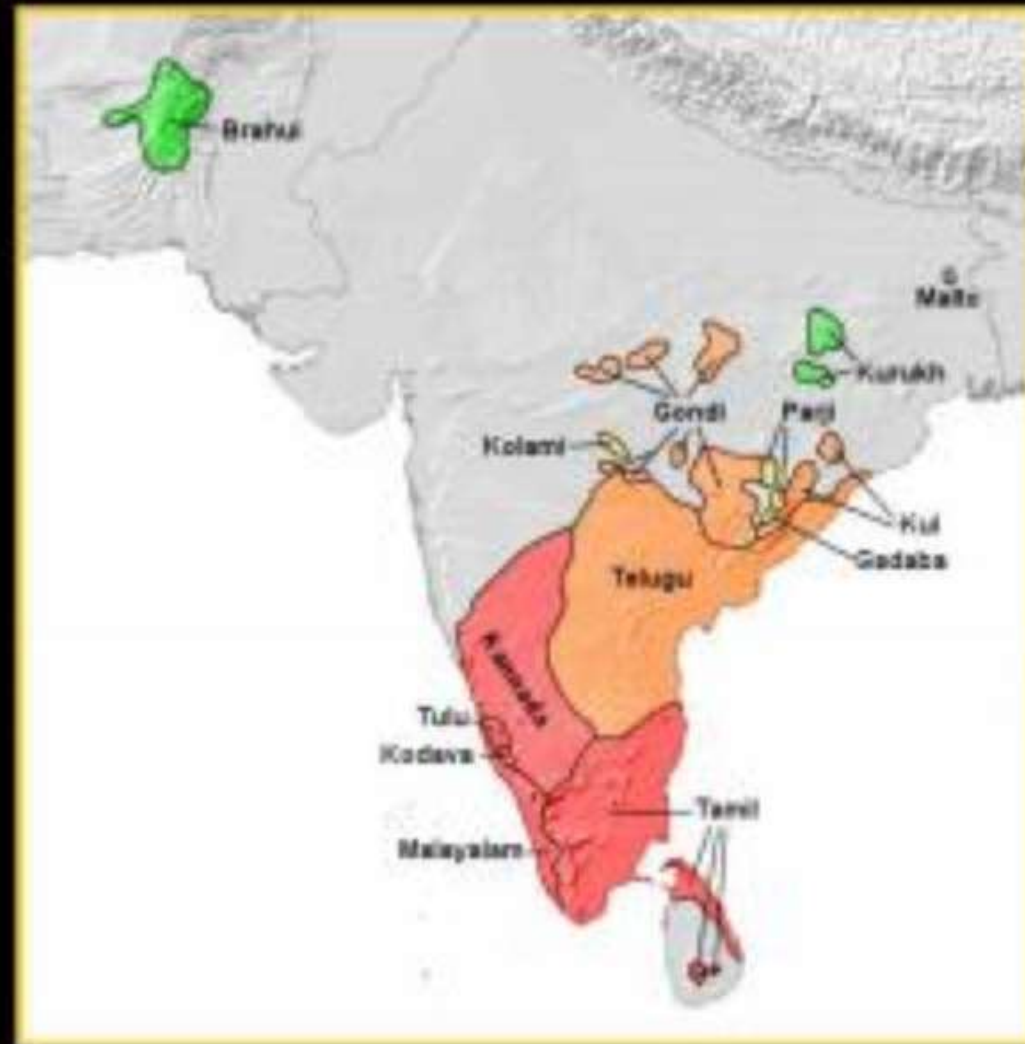 Brahui
Malto
Kurukh
Gondi
Parji
Kolami
Kui
Gadaba
Telugu
Kannada
Tulu
Kodava
Tamil
Malayalam